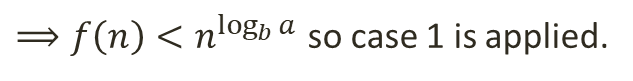 ⟹ f(n) < n^{log_b a} so case 1 is applied.